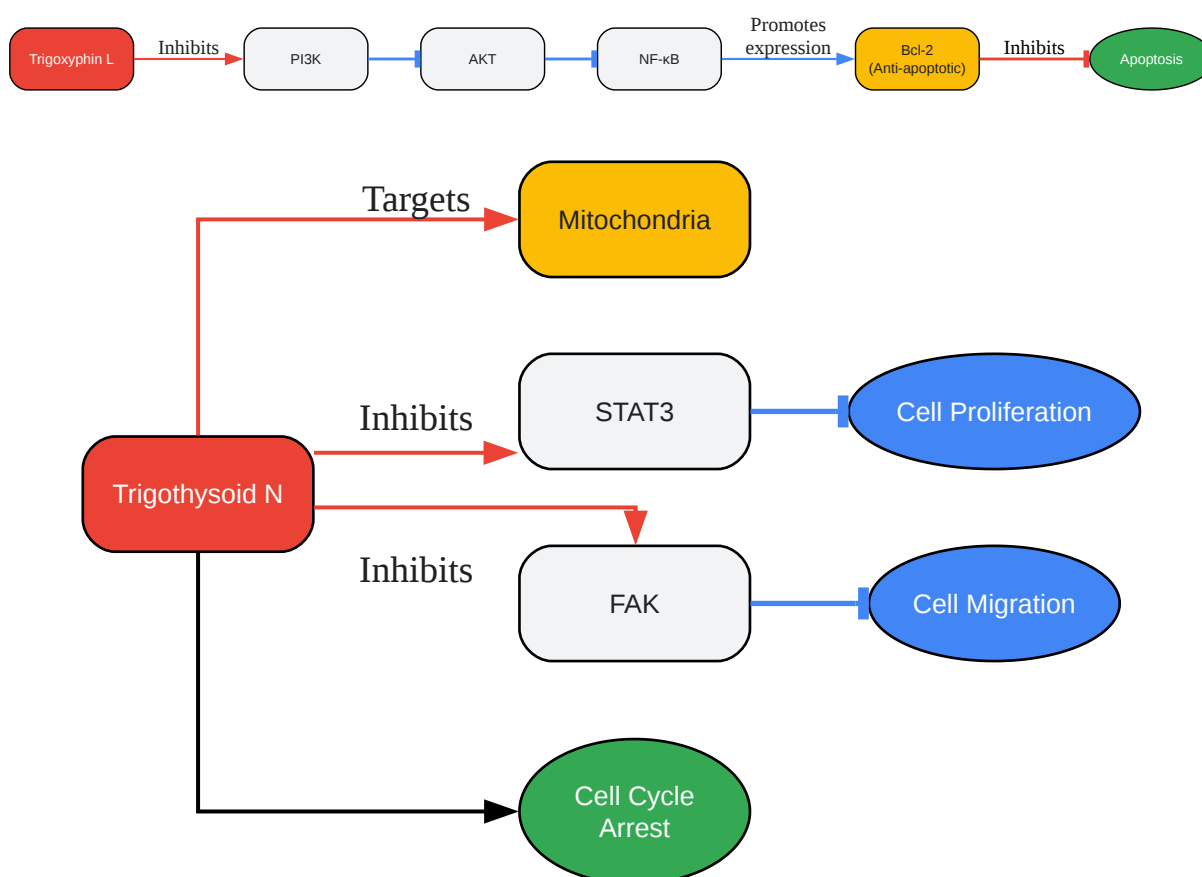 Trigoxyphin L
Inhibits
PI3K
AKT
NF-κB
Promotes
expression
Bcl-2
(Anti-apoptotic)
Inhibits
Apoptosis
Targets
Mitochondria
Inhibits
STAT3
Cell Proliferation
Trigothysoid N
Inhibits
FAK
Cell Migration
Cell Cycle
Arrest